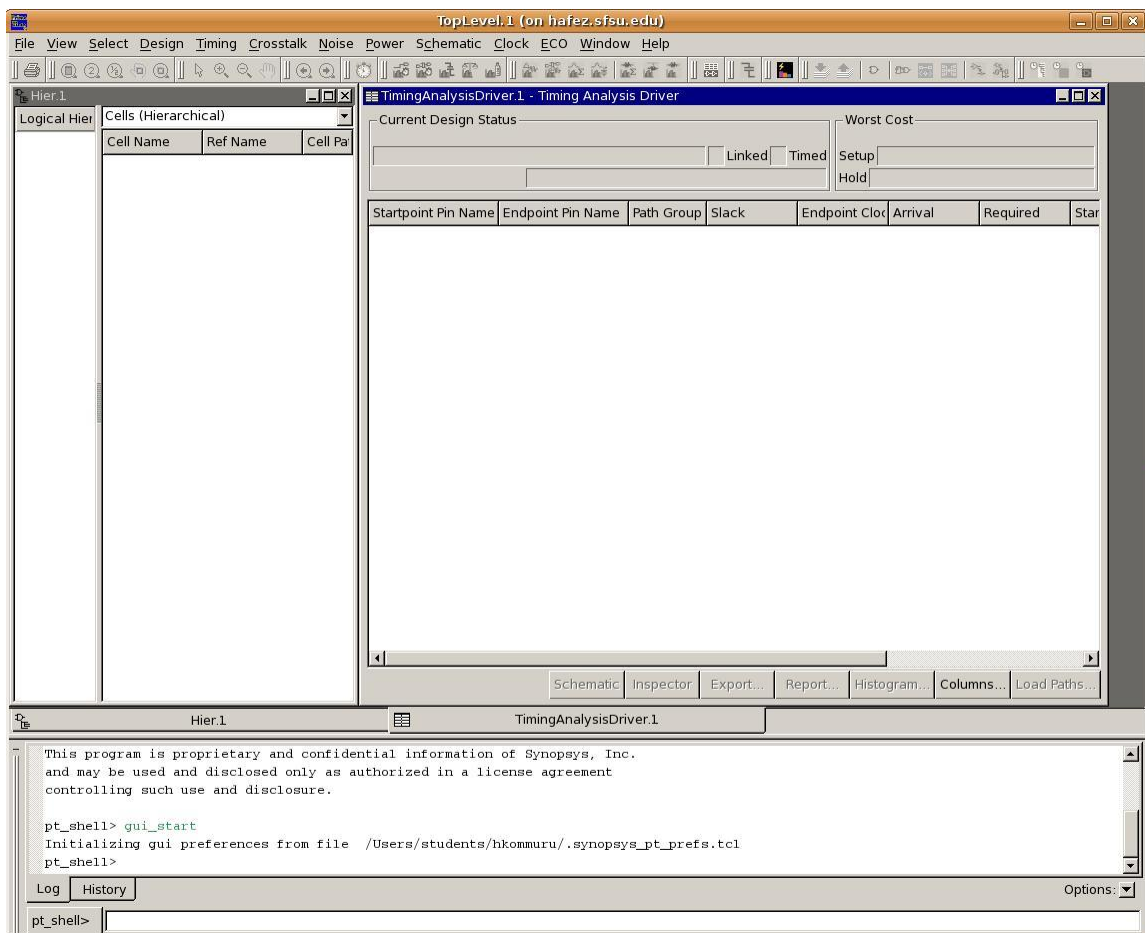 TopLevel.1 (on hafez.sfsu.edu)
File View Select Design Timing Crosstalk Noise Power Schematic Clock ECO Window Help
Hier.1
Logical Hier
Cells (Hierarchical)
Cell Name Ref Name Cell Pa
TimingAnalysisDriver.1 - Timing Analysis Driver
Current Design Status
Linked Timed
Worst Cost
Setup
Hold
Startpoint Pin Name Endpoint Pin Name Path Group Slack Endpoint Cloc Arrival Required Star
Schematic Inspector Export... Report... Histogram... Columns... Load Paths...
Hier.1 TimingAnalysisDriver.1
This program is proprietary and confidential information of Synopsys, Inc.
and may be used and disclosed only as authorized in a license agreement
controlling such use and disclosure.
pt_shell> gui_start
Initializing gui preferences from file /Users/students/hkommuru/.synopsys_pt_prefs.tcl
pt_shell>
Log History Options:
pt_shell>